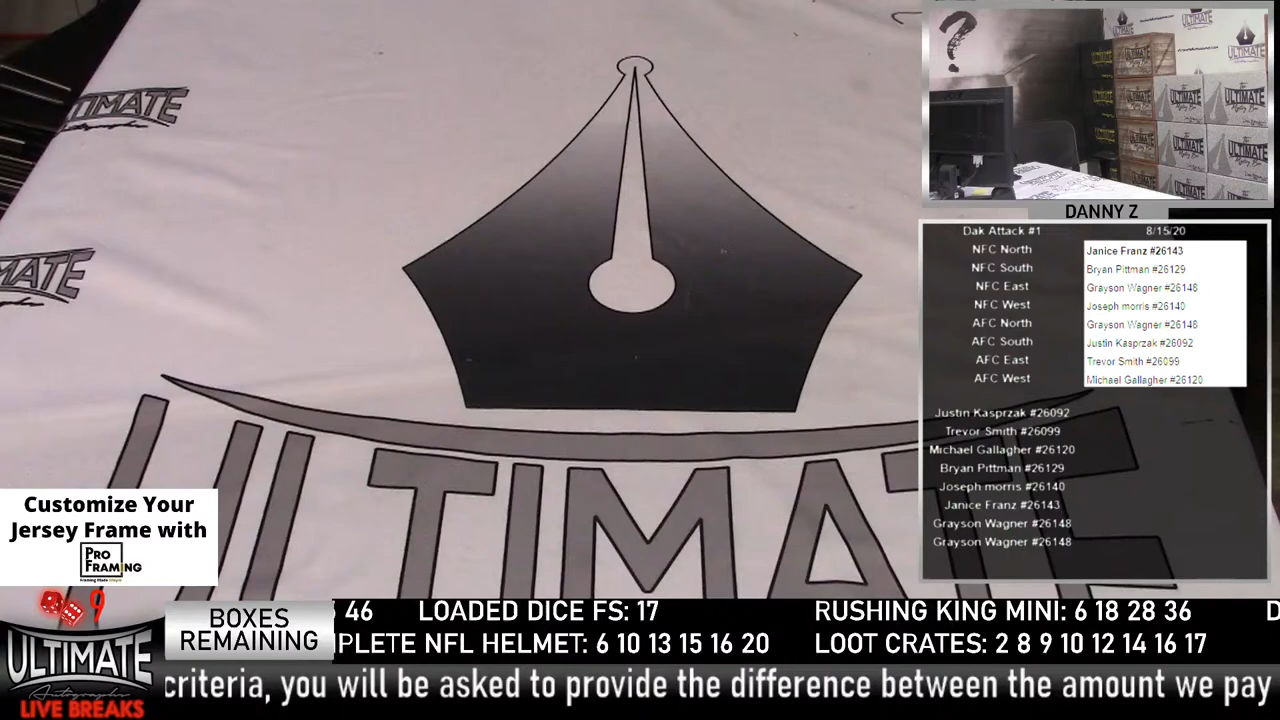 ULTIMATE
DANNY Z
Dak Attack #1 8/15/20
NFC North Janice Franz #26143
NFC South Bryan Pittman #26129
NFC East Grayson Wagner #26148
NFC West Joseph morris #26140
AFC North Grayson Wagner #26148
AFC South Justin Kasprzak #26092
AFC East Trevor Smith #26099
AFC West Michael Gallagher #26120
Justin Kasprzak #26092
Trevor Smith #26099
Michael Gallagher #26120
Bryan Pittman #26129
Joseph morris #26140
Janice Franz #26143
Grayson Wagner #26148
Grayson Wagner #26148
ULTIMATE
Customize Your
Jersey Frame with
PRO
FRAMING
Framing Made Simple
9
ULTIMATE
Autographs
LIVE BREAKS
BOXES
REMAINING
46 LOADED DICE FS: 17 RUSHING KING MINI: 6 18 28 36 D
MPLETE NFL HELMET: 6 10 13 15 16 20 LOOT CRATES: 2 8 9 10 12 14 16 17
criteria, you will be asked to provide the difference between the amount we pay